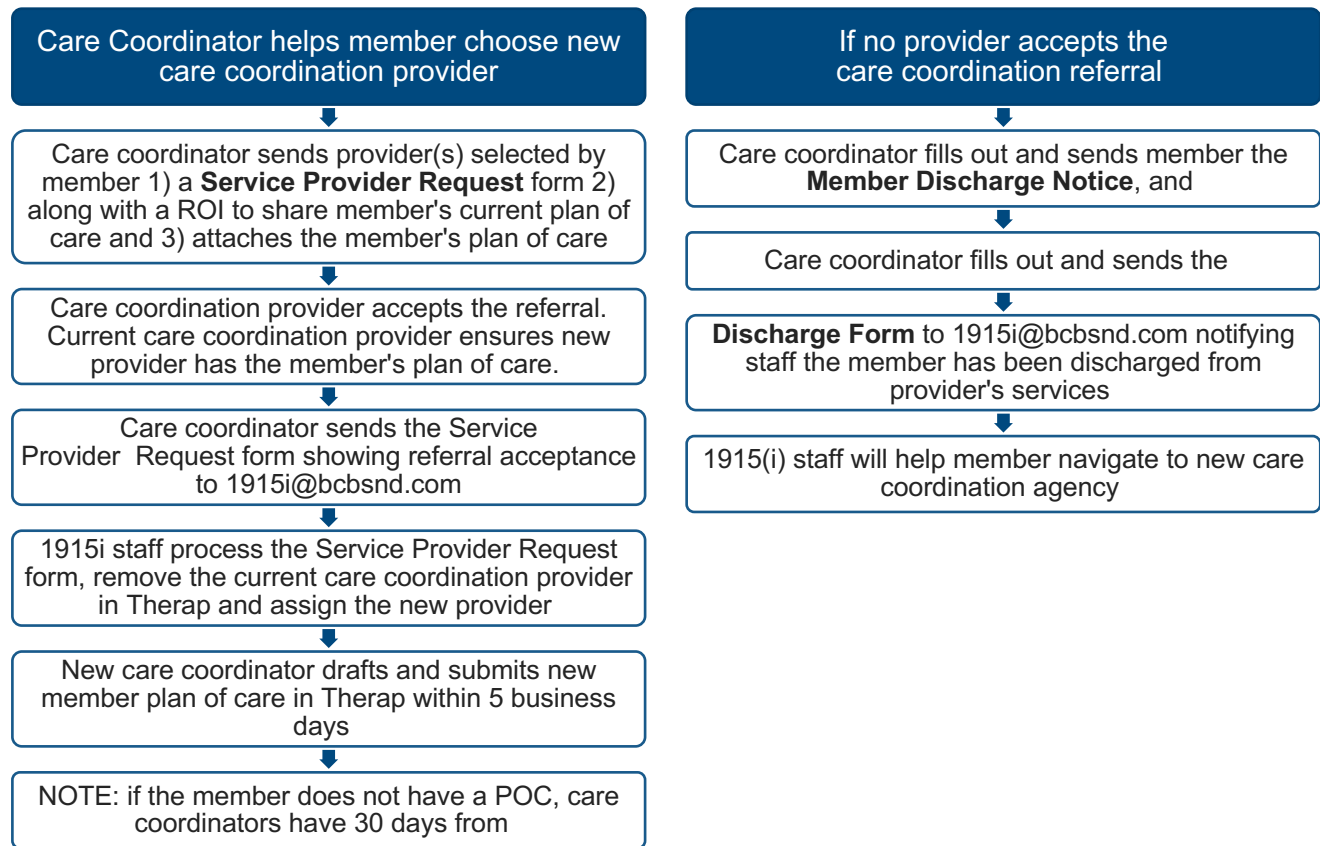 Care Coordinator helps member choose new
care coordination provider
Care coordinator sends provider(s) selected by
member 1) a Service Provider Request form 2)
along with a ROI to share member's current plan of
care and 3) attaches the member's plan of care
Care coordination provider accepts the referral.
Current care coordination provider ensures new
provider has the member's plan of care.
Care coordinator sends the Service
Provider  Request form showing referral acceptance
to 1915i@bcbsnd.com
1915i staff process the Service Provider Request
form, remove the current care coordination provider
in Therap and assign the new provider
New care coordinator drafts and submits new
member plan of care in Therap within 5 business
days
NOTE: if the member does not have a POC, care
coordinators have 30 days from
If no provider accepts the
care coordination referral
Care coordinator fills out and sends member the
Member Discharge Notice, and
Care coordinator fills out and sends the
Discharge Form to 1915i@bcbsnd.com notifying
staff the member has been discharged from
provider's services
1915(i) staff will help member navigate to new care
coordination agency